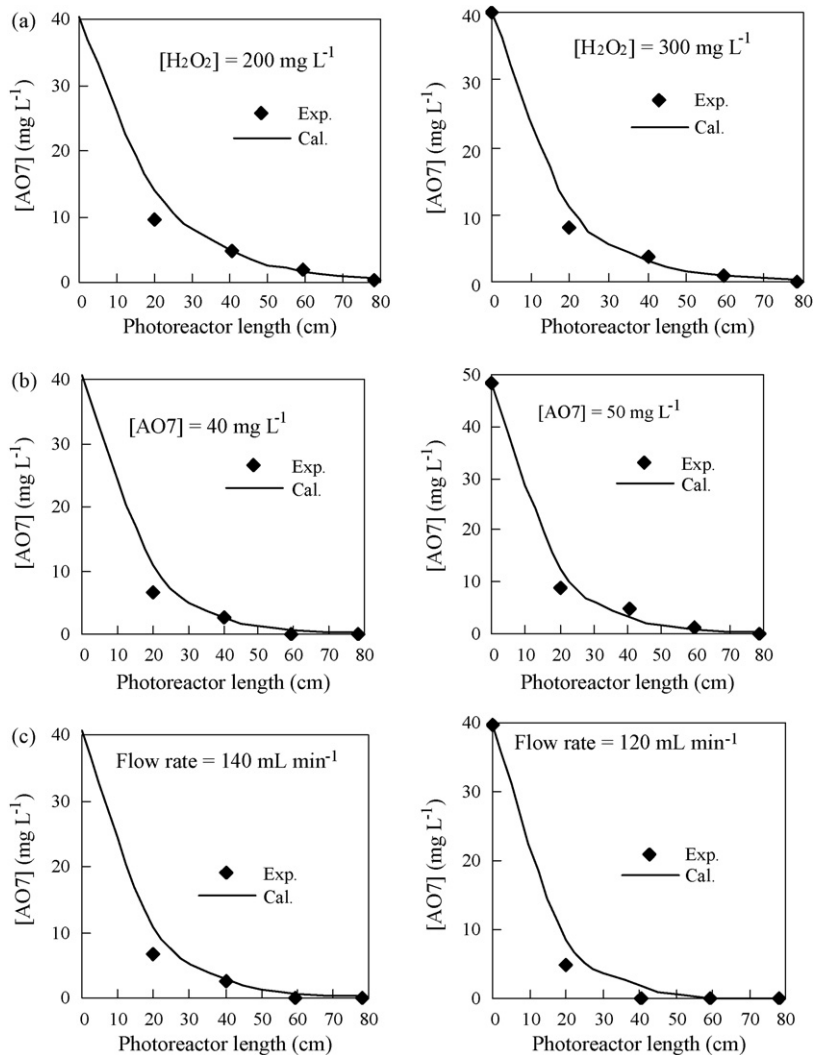 (a)
[H₂O₂] = 200 mg L⁻¹
Exp.
Cal.
[AO7] (mg L⁻¹)
40
30
20
10
0
0 10 20 30 40 50 60 70 80
Photoreactor length (cm)
[H₂O₂] = 300 mg L⁻¹
Exp.
Cal.
[AO7] (mg L⁻¹)
40
30
20
10
0
0 10 20 30 40 50 60 70 80
Photoreactor length (cm)
(b)
[AO7] = 40 mg L⁻¹
Exp.
Cal.
[AO7] (mg L⁻¹)
40
30
20
10
0
0 10 20 30 40 50 60 70 80
Photoreactor length (cm)
[AO7] = 50 mg L⁻¹
Exp.
Cal.
[AO7] (mg L⁻¹)
50
40
30
20
10
0
0 10 20 30 40 50 60 70 80
Photoreactor length (cm)
(c)
Flow rate = 140 mL min⁻¹
Exp.
Cal.
[AO7] (mg L⁻¹)
40
30
20
10
0
0 10 20 30 40 50 60 70 80
Photoreactor length (cm)
Flow rate = 120 mL min⁻¹
Exp.
Cal.
[AO7] (mg L⁻¹)
40
30
20
10
0
0 10 20 30 40 50 60 70 80
Photoreactor length (cm)